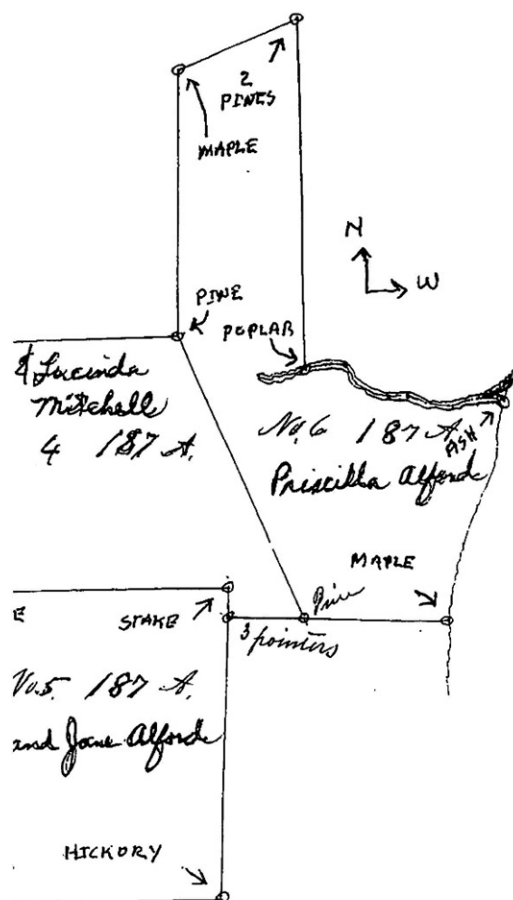 2
PINES
MAPLE
N
W
PINE
POPLAR
& Lucinda
Mitchell
4 187 A.
No. 6 187 A.
ASH
Priscilla Alford
MAPLE
E
STAKE
Pine
3 pointers
No. 5. 187 A.
and Jane Alford
HICKORY